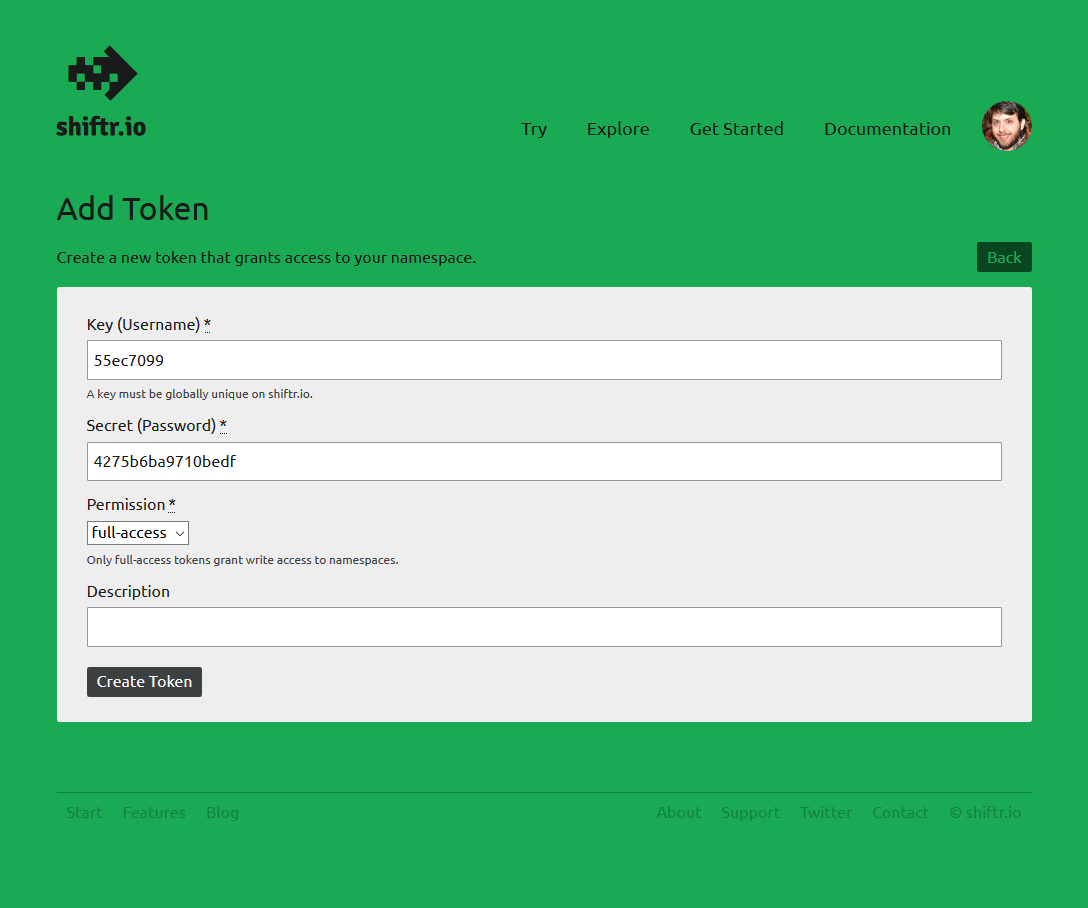 shiftr.io
Try Explore Get Started Documentation
Add Token
Create a new token that grants access to your namespace. Back
Key (Username) *
55ec7099
A key must be globally unique on shiftr.io.
Secret (Password) *
4275b6ba9710bedf
Permission *
full-access
Only full-access tokens grant write access to namespaces.
Description
Create Token
Start Features Blog About Support Twitter Contact © shiftr.io